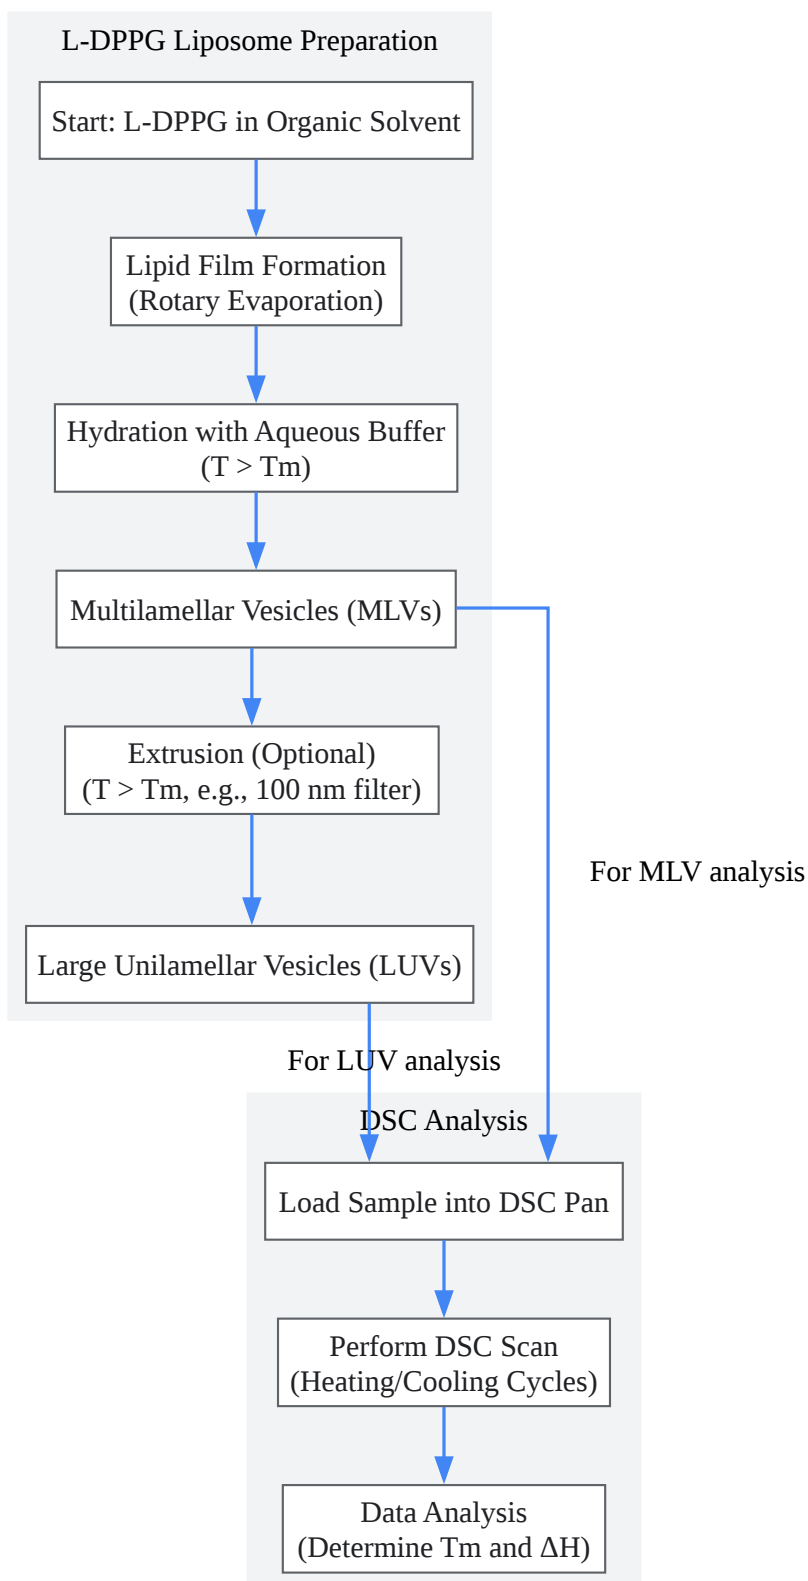 L-DPPG Liposome Preparation
Start: L-DPPG in Organic Solvent
Lipid Film Formation
(Rotary Evaporation)
Hydration with Aqueous Buffer
(T > Tm)
Multilamellar Vesicles (MLVs)
Extrusion (Optional)
(T > Tm, e.g., 100 nm filter)
For MLV analysis
Large Unilamellar Vesicles (LUVs)
For LUV analysis
DSC Analysis
Load Sample into DSC Pan
Perform DSC Scan
(Heating/Cooling Cycles)
Data Analysis
(Determine Tm and ΔH)